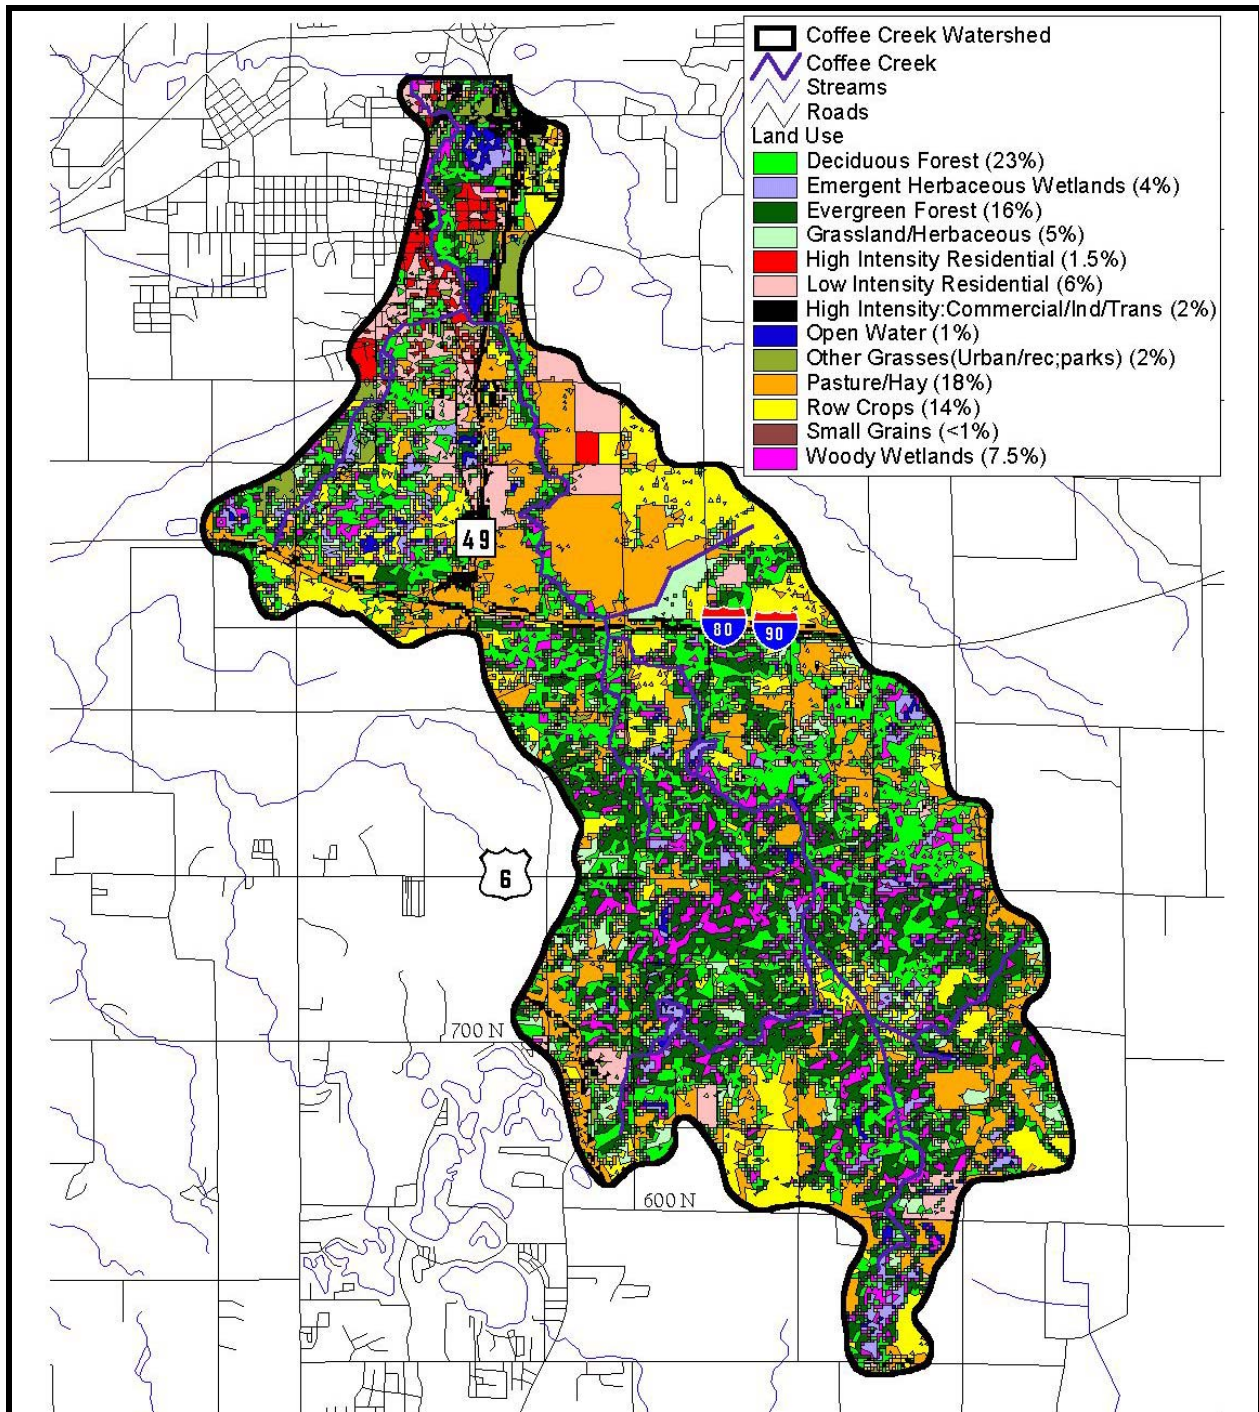 Coffee Creek Watershed
Coffee Creek
Streams
Roads
Land Use
Deciduous Forest (23%)
Emergent Herbaceous Wetlands (4%)
Evergreen Forest (16%)
Grassland/Herbaceous (5%)
High Intensity Residential (1.5%)
Low Intensity Residential (6%)
High Intensity:Commercial/Ind/Trans (2%)
Open Water (1%)
Other Grasses(Urban/rec;parks) (2%)
Pasture/Hay (18%)
Row Crops (14%)
Small Grains (<1%)
Woody Wetlands (7.5%)
49
80
90
6
700 N
600 N